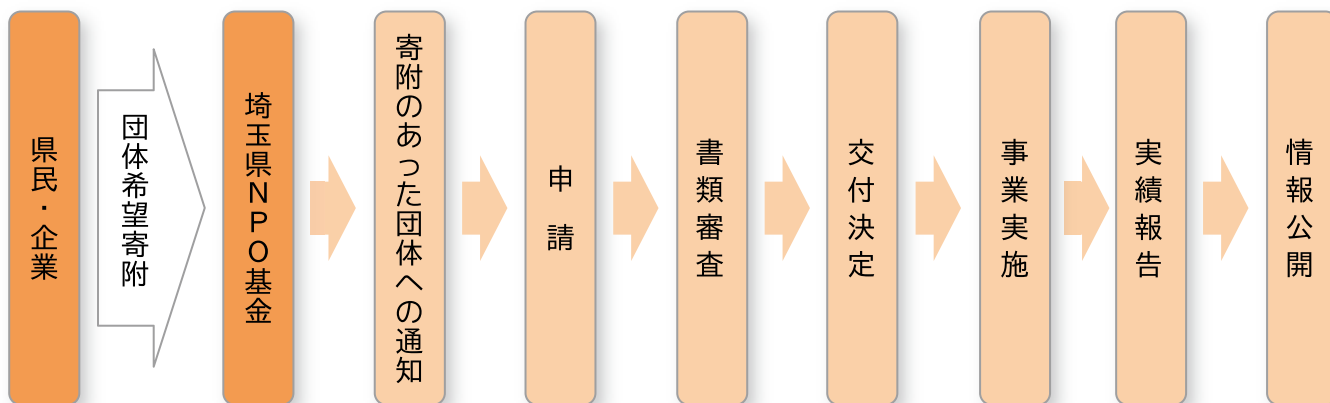 県民・企業
団体希望寄附
埼玉県NPO基金
寄附のあった団体への通知
申請
書類審査
交付決定
事業実施
実績報告
情報公開